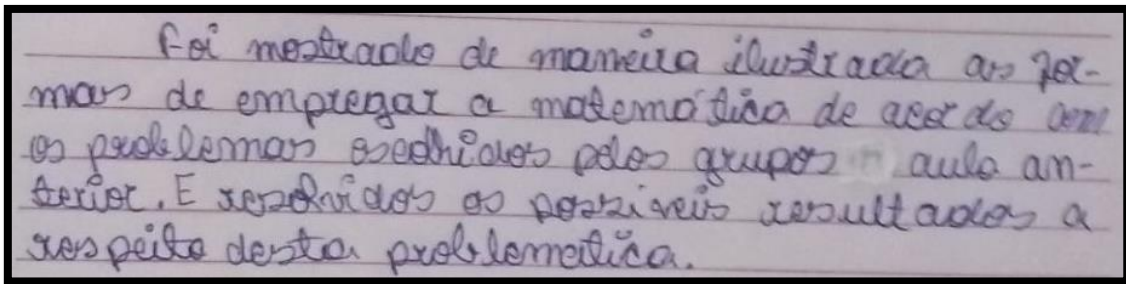 Foi mostrado de maneira ilustrada as for-
mas de empregar a matemática de acordo com
os problemas escolhidos pelos grupos n aula an-
terior. E resolvidos os possiveis resultados a
respeito desta problemática.